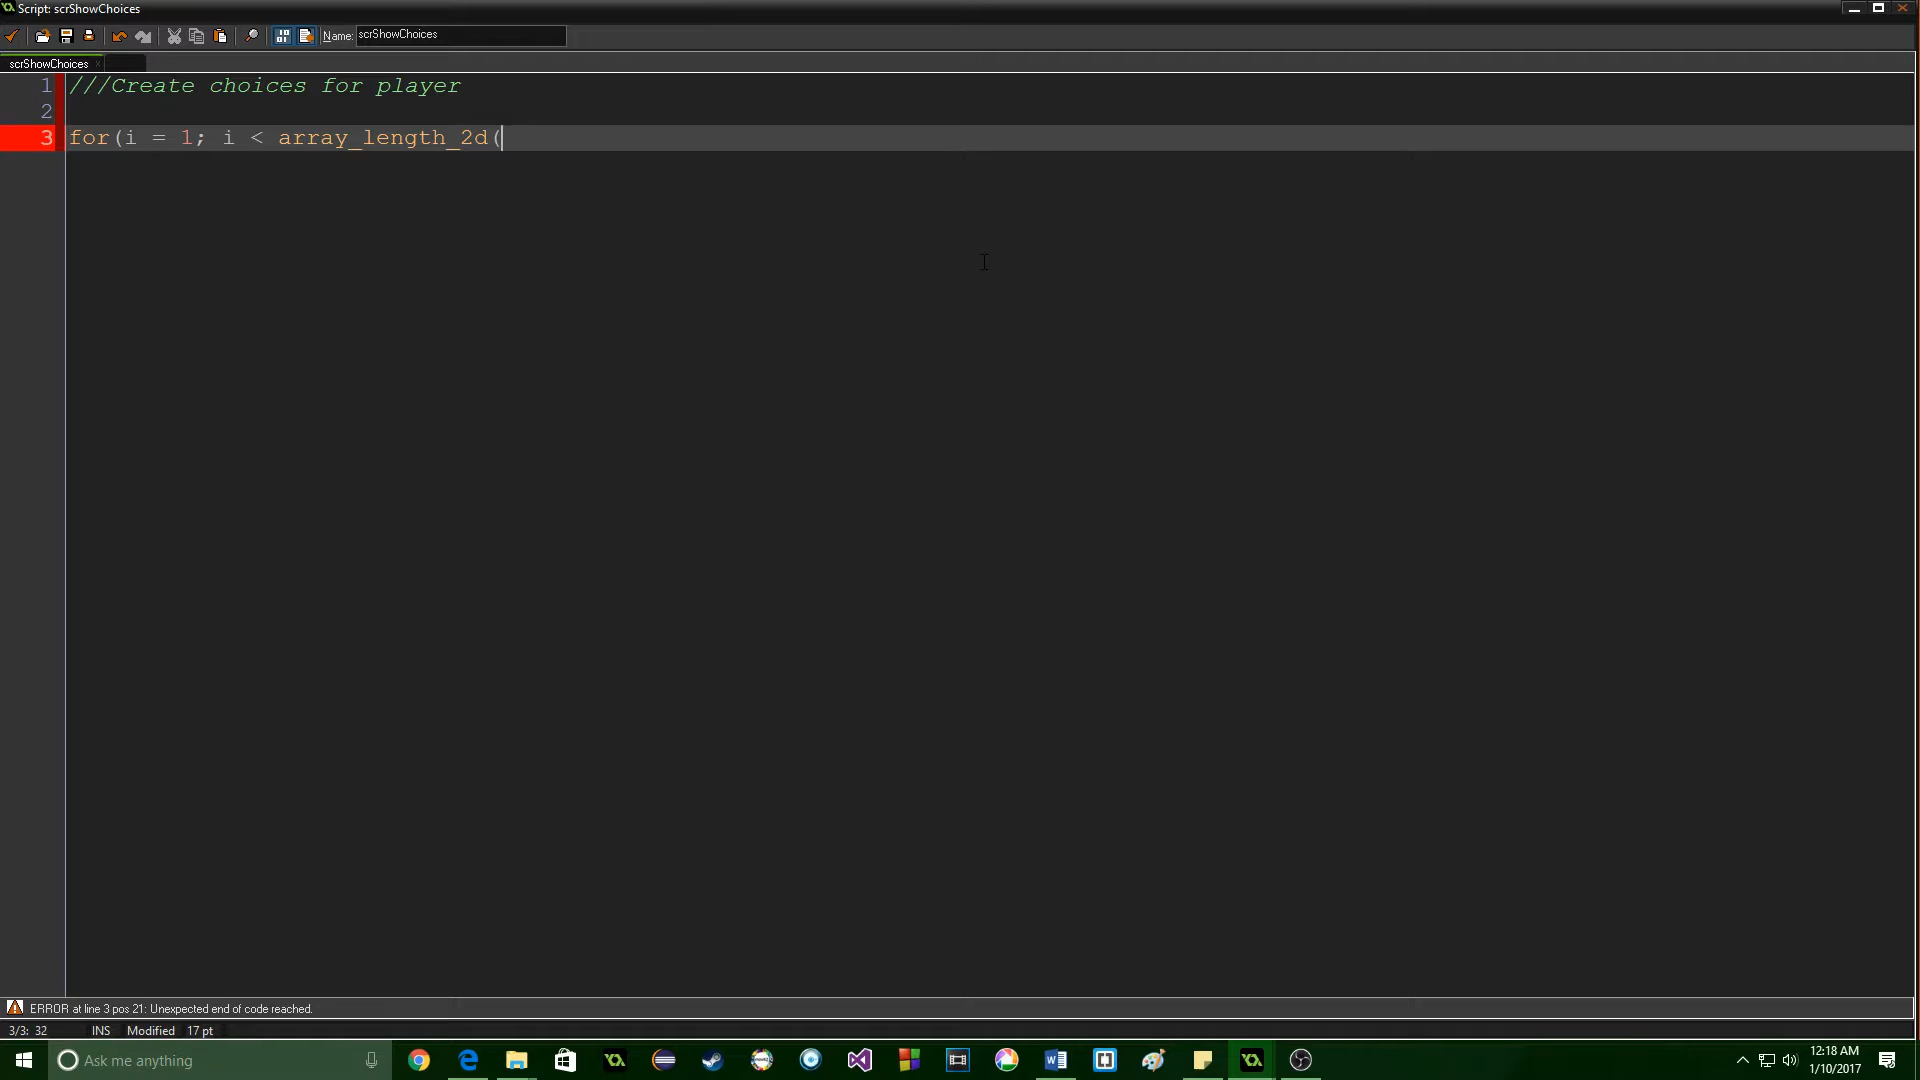 Script: scrShowChoices
Name: scrShowChoices
scrShowChoices
1 ///Create choices for player
2
3 for(i = 1; i < array_length_2d(
ERROR at line 3 pos 21: Unexpected end of code reached.
3/3: 32 INS Modified 17 pt
Ask me anything
12:18 AM
1/10/2017